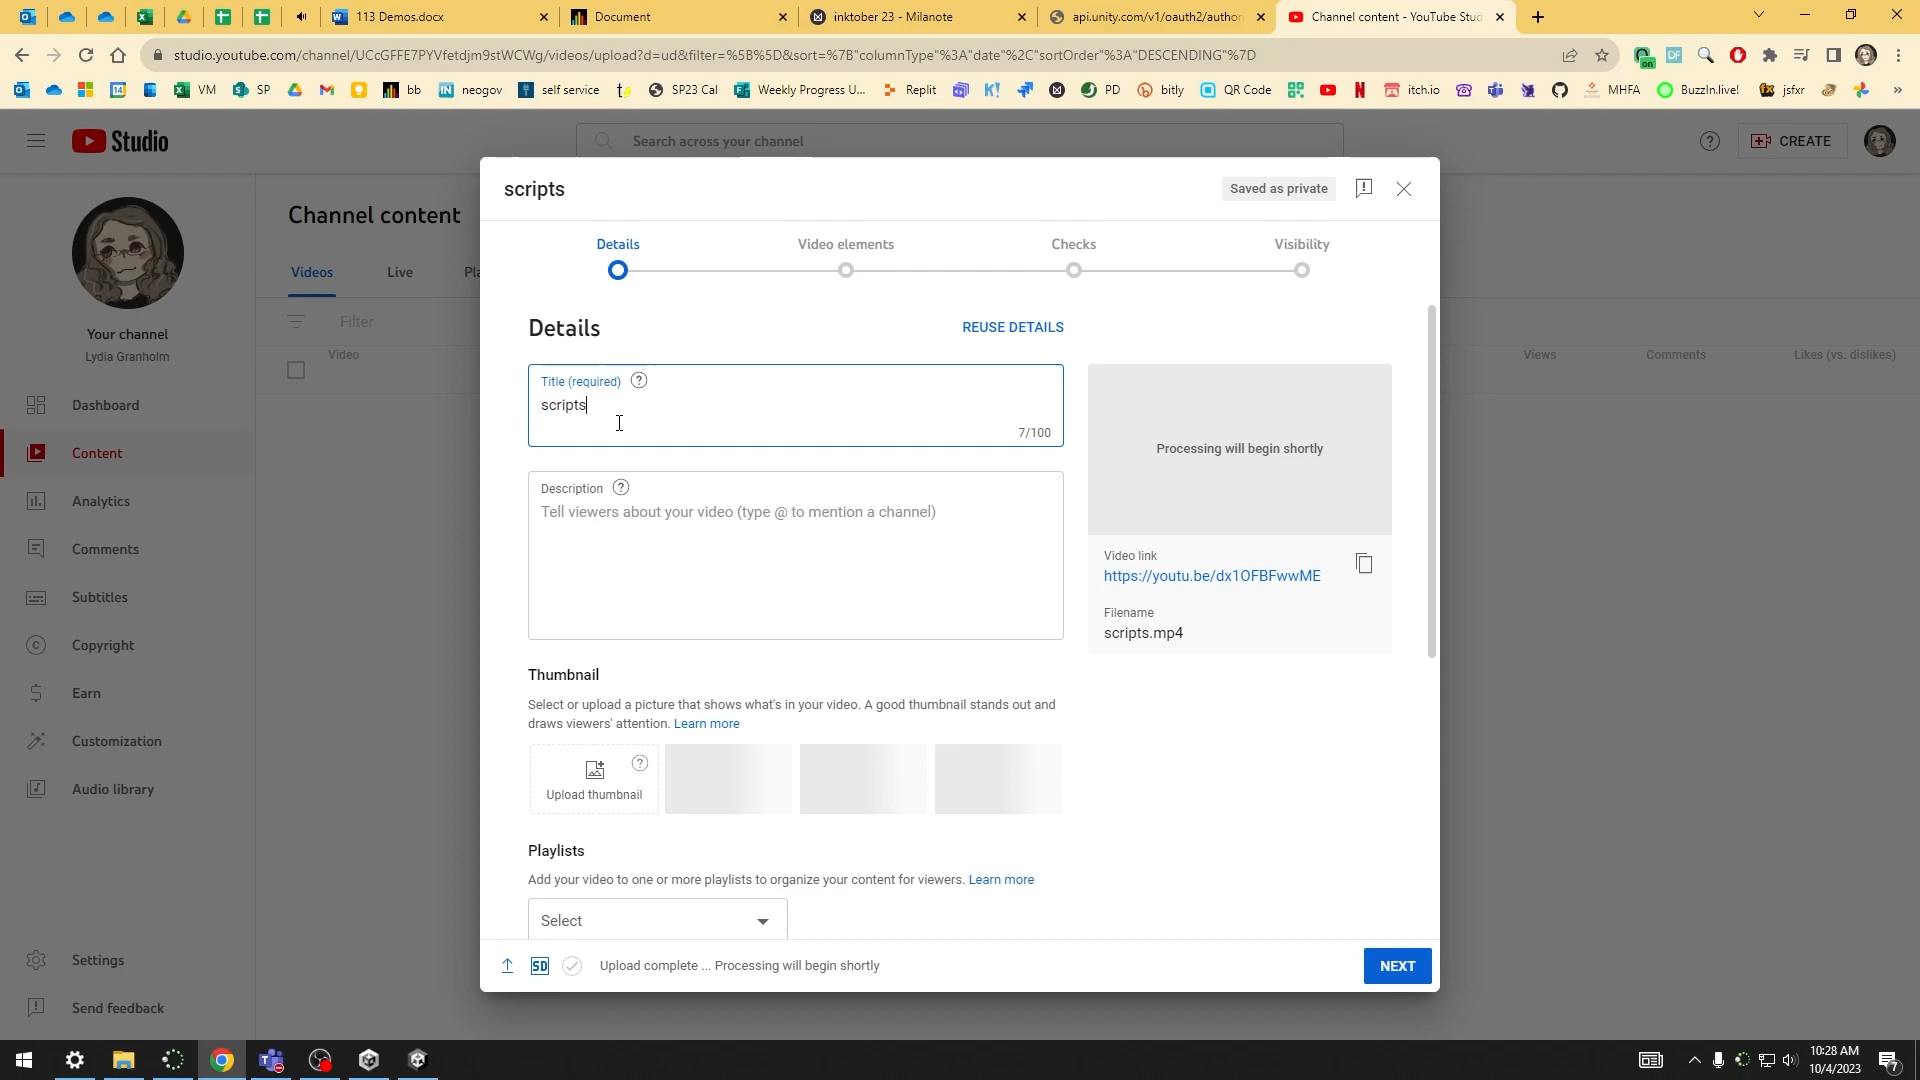 113 Demos.docx
Document
inktober 23 - Milanote
api.unity.com/v1/oauth2/author
Channel content - YouTube Stud
studio.youtube.com/channel/UCcGFFE7PYVfetdjm9stWCWg/videos/upload?d=ud&filter=%5B%5D&sort=%7B"columnType"%3A"date"%2C"sortOrder"%3A"DESCENDING"%7D
VM
SP
bb
neogov
self service
SP23 Cal
Weekly Progress U...
Replit
PD
bitly
QR Code
itch.io
MHFA
BuzzIn.live!
jsfxr
Studio
Search across your channel
CREATE
Your channel
Lydia Granholm
Dashboard
Content
Analytics
Comments
Subtitles
Copyright
Earn
Customization
Audio library
Settings
Send feedback
Channel content
Videos
Live
Pla
Filter
Video
Views
Comments
Likes (vs. dislikes)
scripts
Saved as private
Details
Video elements
Checks
Visibility
Details
REUSE DETAILS
Title (required)
scripts
7/100
Description
Tell viewers about your video (type @ to mention a channel)
Processing will begin shortly
Video link
https://youtu.be/dx1OFBFwwME
Filename
scripts.mp4
Thumbnail
Select or upload a picture that shows what's in your video. A good thumbnail stands out and
draws viewers' attention. Learn more
Upload thumbnail
Playlists
Add your video to one or more playlists to organize your content for viewers. Learn more
Select
SD
Upload complete ... Processing will begin shortly
NEXT
10:28 AM
10/4/2023
7